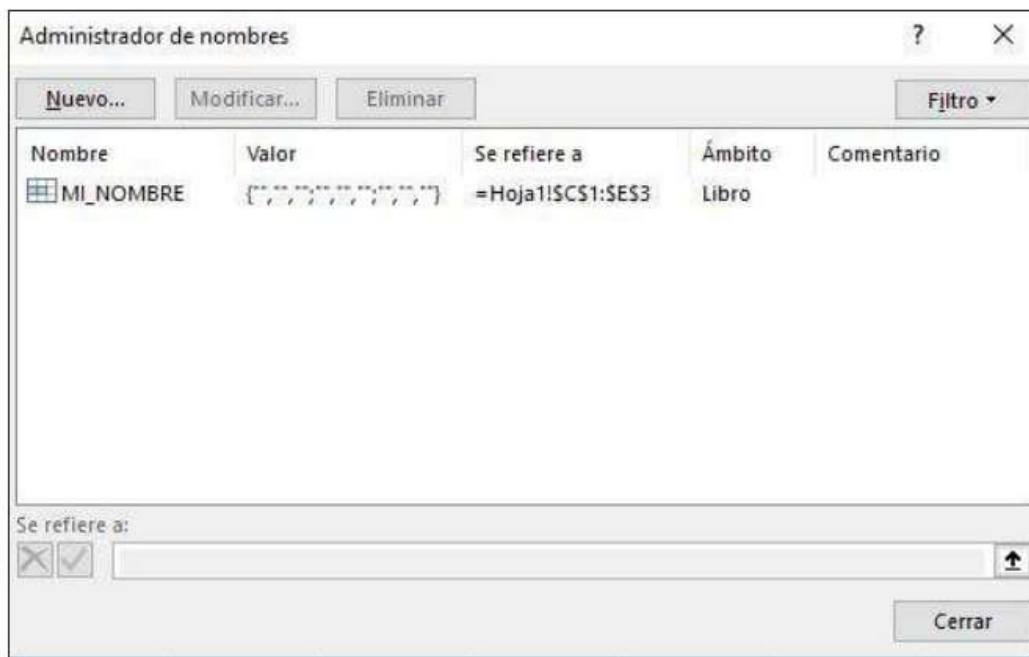 Administrador de nombres ?
Nuevo... Modificar... Eliminar Filtro
Nombre Valor Se refiere a Ámbito Comentario
MI_NOMBRE {"","","";"","","";"","",""} =Hoja1!$C$1:$E$3 Libro
Se refiere a:
Cerrar